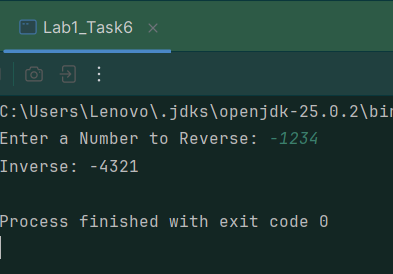 Lab1_Task6
C:\Users\Lenovo\.jdks\openjdk-25.0.2\bin
Enter a Number to Reverse: -1234
Inverse: -4321
Process finished with exit code 0